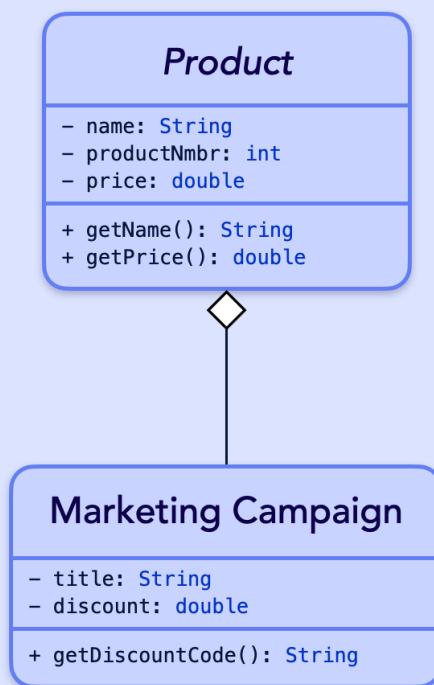 Product
- name: String
- productNmbr: int
- price: double
+ getName(): String
+ getPrice(): double
Marketing Campaign
- title: String
- discount: double
+ getDiscountCode(): String